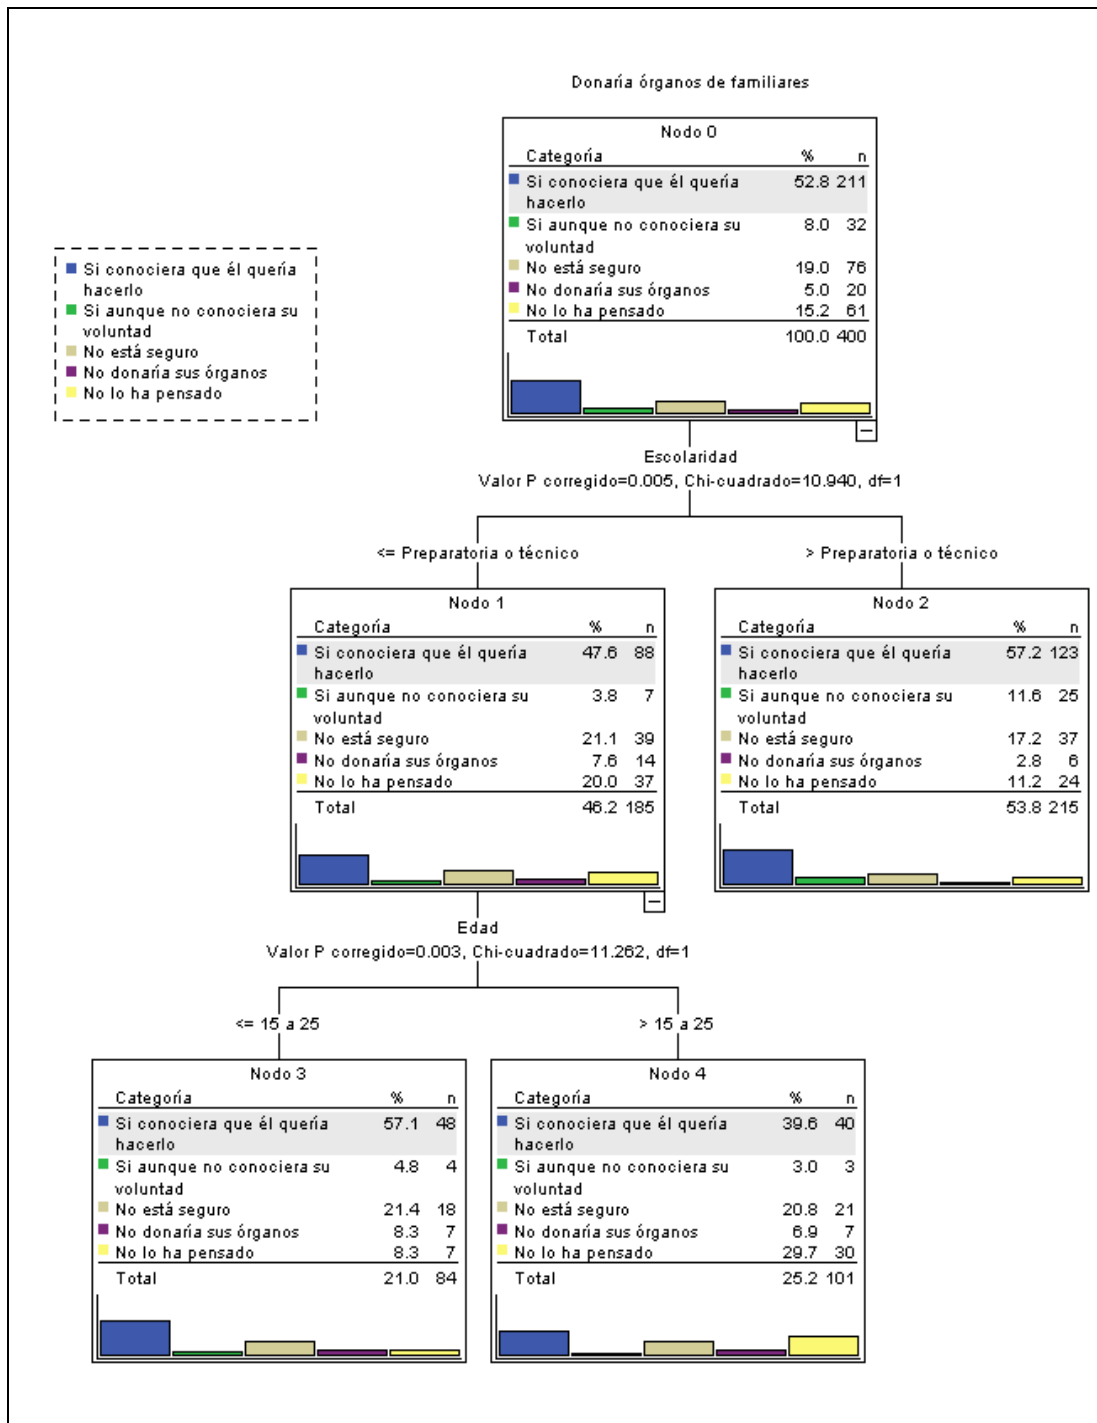 Donaría órganos de familiares
Nodo 0
Categoría % n
Si conociera que él quería 52.8 211
hacerlo
Si aunque no conociera su 8.0 32
voluntad
No está seguro 19.0 76
No donaría sus órganos 5.0 20
No lo ha pensado 15.2 61
Total 100.0 400
Si conociera que él quería
hacerlo
Si aunque no conociera su
voluntad
No está seguro
No donaría sus órganos
No lo ha pensado
Escolaridad
Valor P corregido=0.005, Chi-cuadrado=10.940, df=1
<= Preparatoria o técnico
> Preparatoria o técnico
Nodo 1
Categoría % n
Si conociera que él quería 47.6 88
hacerlo
Si aunque no conociera su 3.8 7
voluntad
No está seguro 21.1 39
No donaría sus órganos 7.6 14
No lo ha pensado 20.0 37
Total 46.2 185
Nodo 2
Categoría % n
Si conociera que él quería 57.2 123
hacerlo
Si aunque no conociera su 11.6 25
voluntad
No está seguro 17.2 37
No donaría sus órganos 2.8 6
No lo ha pensado 11.2 24
Total 53.8 215
Edad
Valor P corregido=0.003, Chi-cuadrado=11.262, df=1
<= 15 a 25
> 15 a 25
Nodo 3
Categoría % n
Si conociera que él quería 57.1 48
hacerlo
Si aunque no conociera su 4.8 4
voluntad
No está seguro 21.4 18
No donaría sus órganos 8.3 7
No lo ha pensado 8.3 7
Total 21.0 84
Nodo 4
Categoría % n
Si conociera que él quería 39.6 40
hacerlo
Si aunque no conociera su 3.0 3
voluntad
No está seguro 20.8 21
No donaría sus órganos 6.9 7
No lo ha pensado 29.7 30
Total 25.2 101